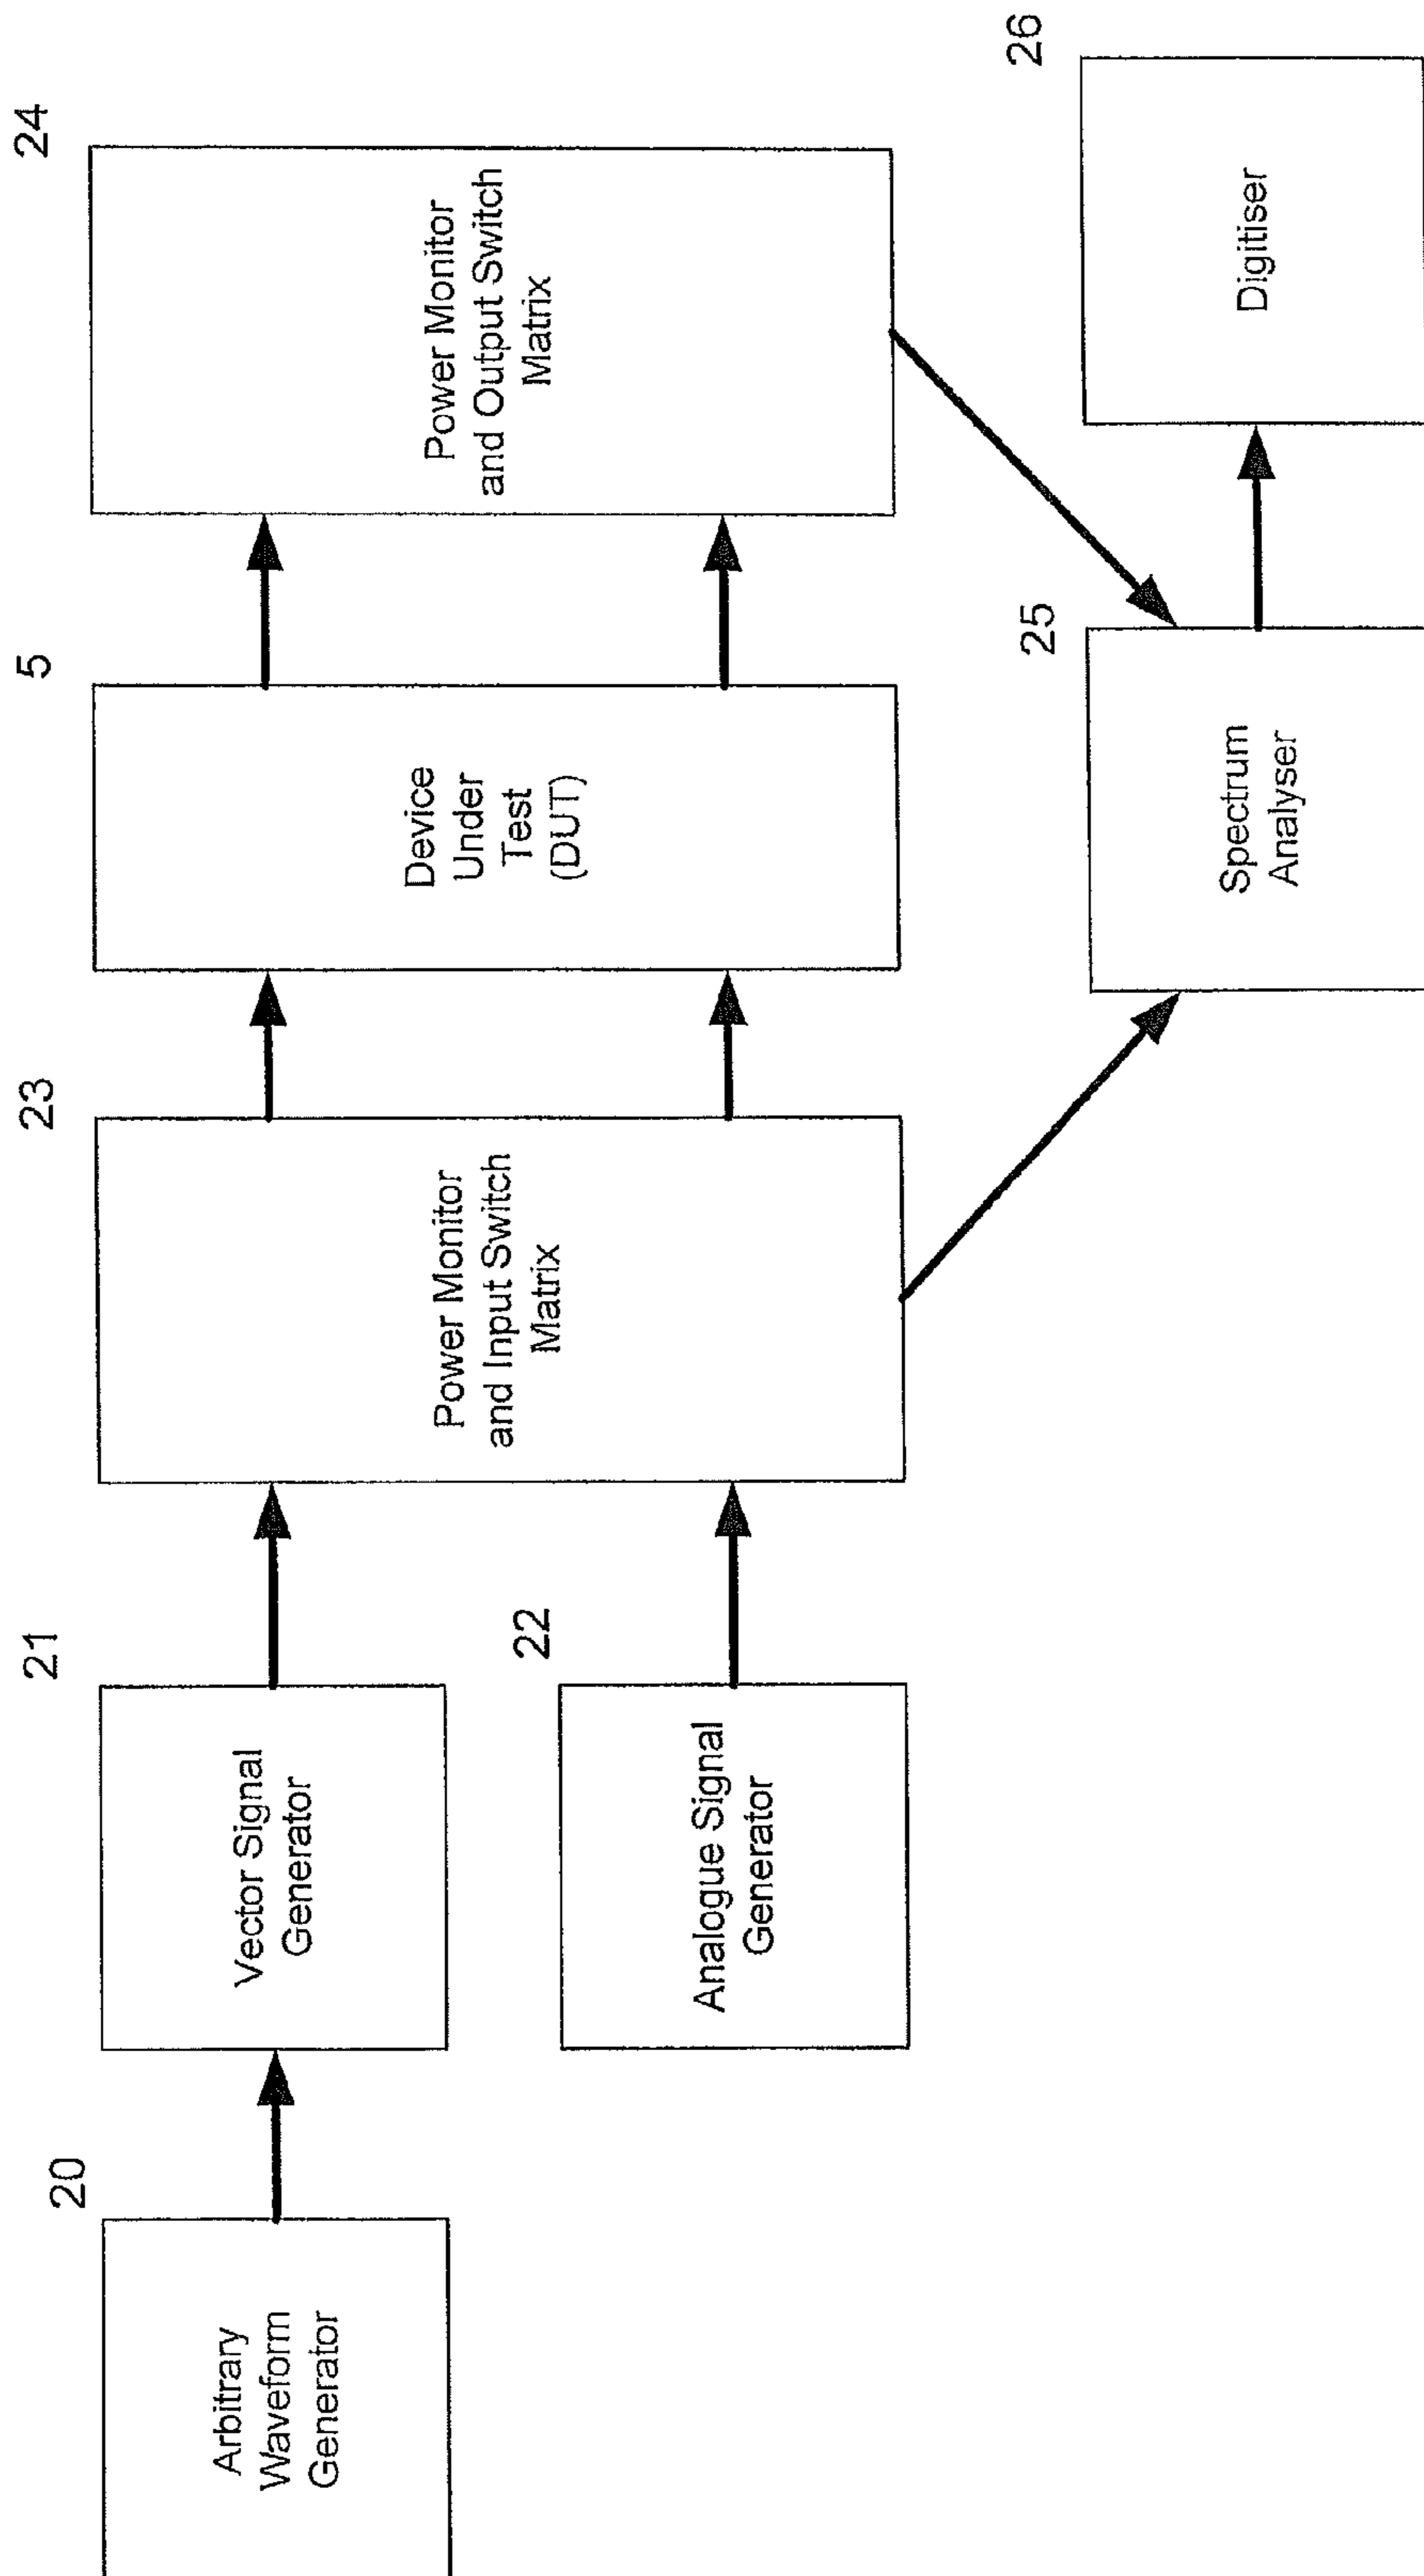 20
Arbitrary
Waveform
Generator
21
Vector Signal
Generator
22
Analogue Signal
Generator
23
Power Monitor
and Input Switch
Matrix
5
Device
Under
Test
(DUT)
24
Power Monitor
and Output Switch
Matrix
25
Spectrum
Analyser
26
Digitiser